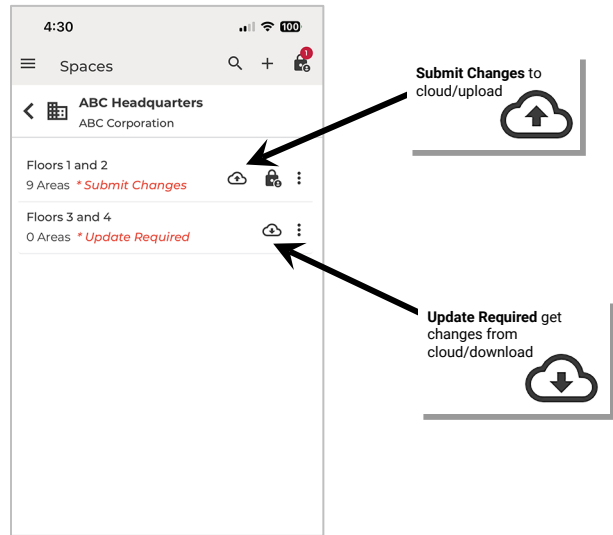 4:30
100
Spaces
1
ABC Headquarters
ABC Corporation
Floors 1 and 2
9 Areas * Submit Changes
Floors 3 and 4
0 Areas * Update Required
Submit Changes to
cloud/upload
Update Required get
changes from
cloud/download